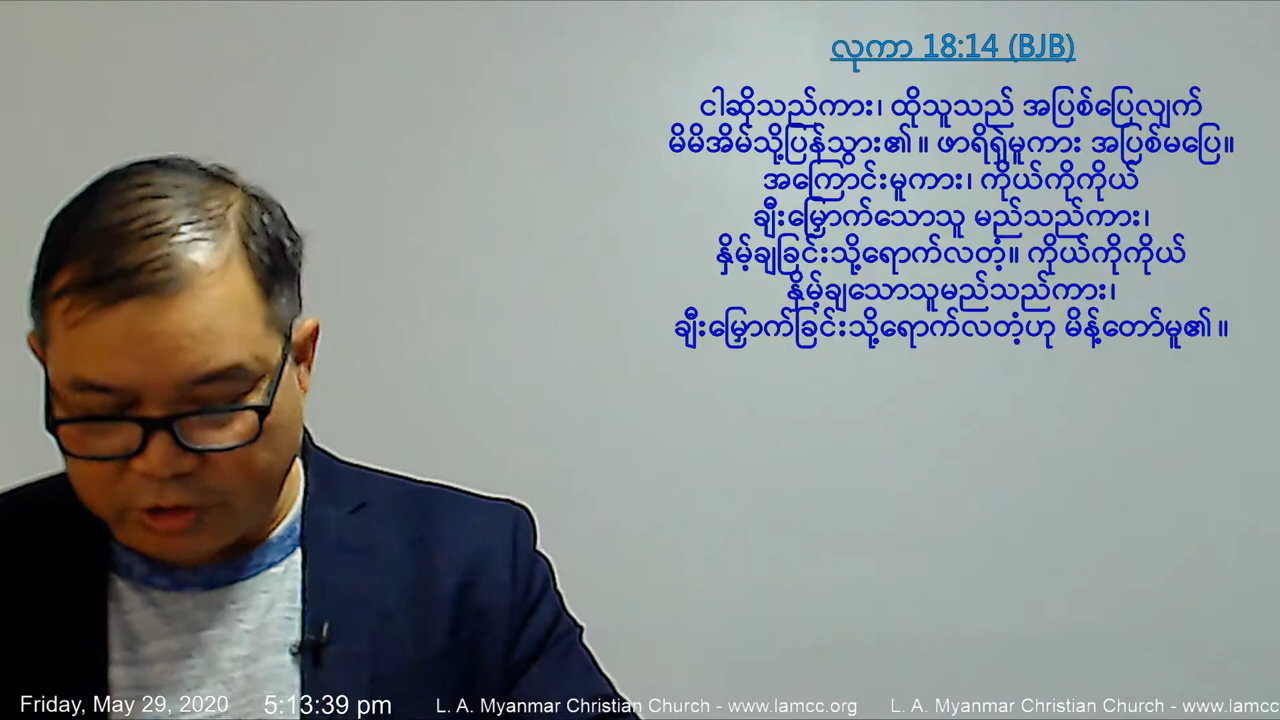 လုကာ 18:14 (BJB)
ငါဆိုသည်ကား၊ ထိုသူသည် အပြစ်ပြေလျက်
မိမိအိမ်သို့ပြန်သွား၏။ ဖာရိရှဲမူကား အပြစ်မပြေ။
အကြောင်းမူကား၊ ကိုယ်ကိုကိုယ်
ချီးမြှောက်သောသူ မည်သည်ကား၊
နှိမ့်ချခြင်းသို့ရောက်လတံ့။ ကိုယ်ကိုကိုယ်
နှိမ့်ချသောသူမည်သည်ကား၊
ချီးမြှောက်ခြင်းသို့ရောက်လတံ့ဟု မိန့်တော်မူ၏။
Friday, May 29, 2020 5:13:39 pm L. A. Myanmar Christian Church - www.lamcc.org L. A. Myanmar Christian Church - www.lamcc